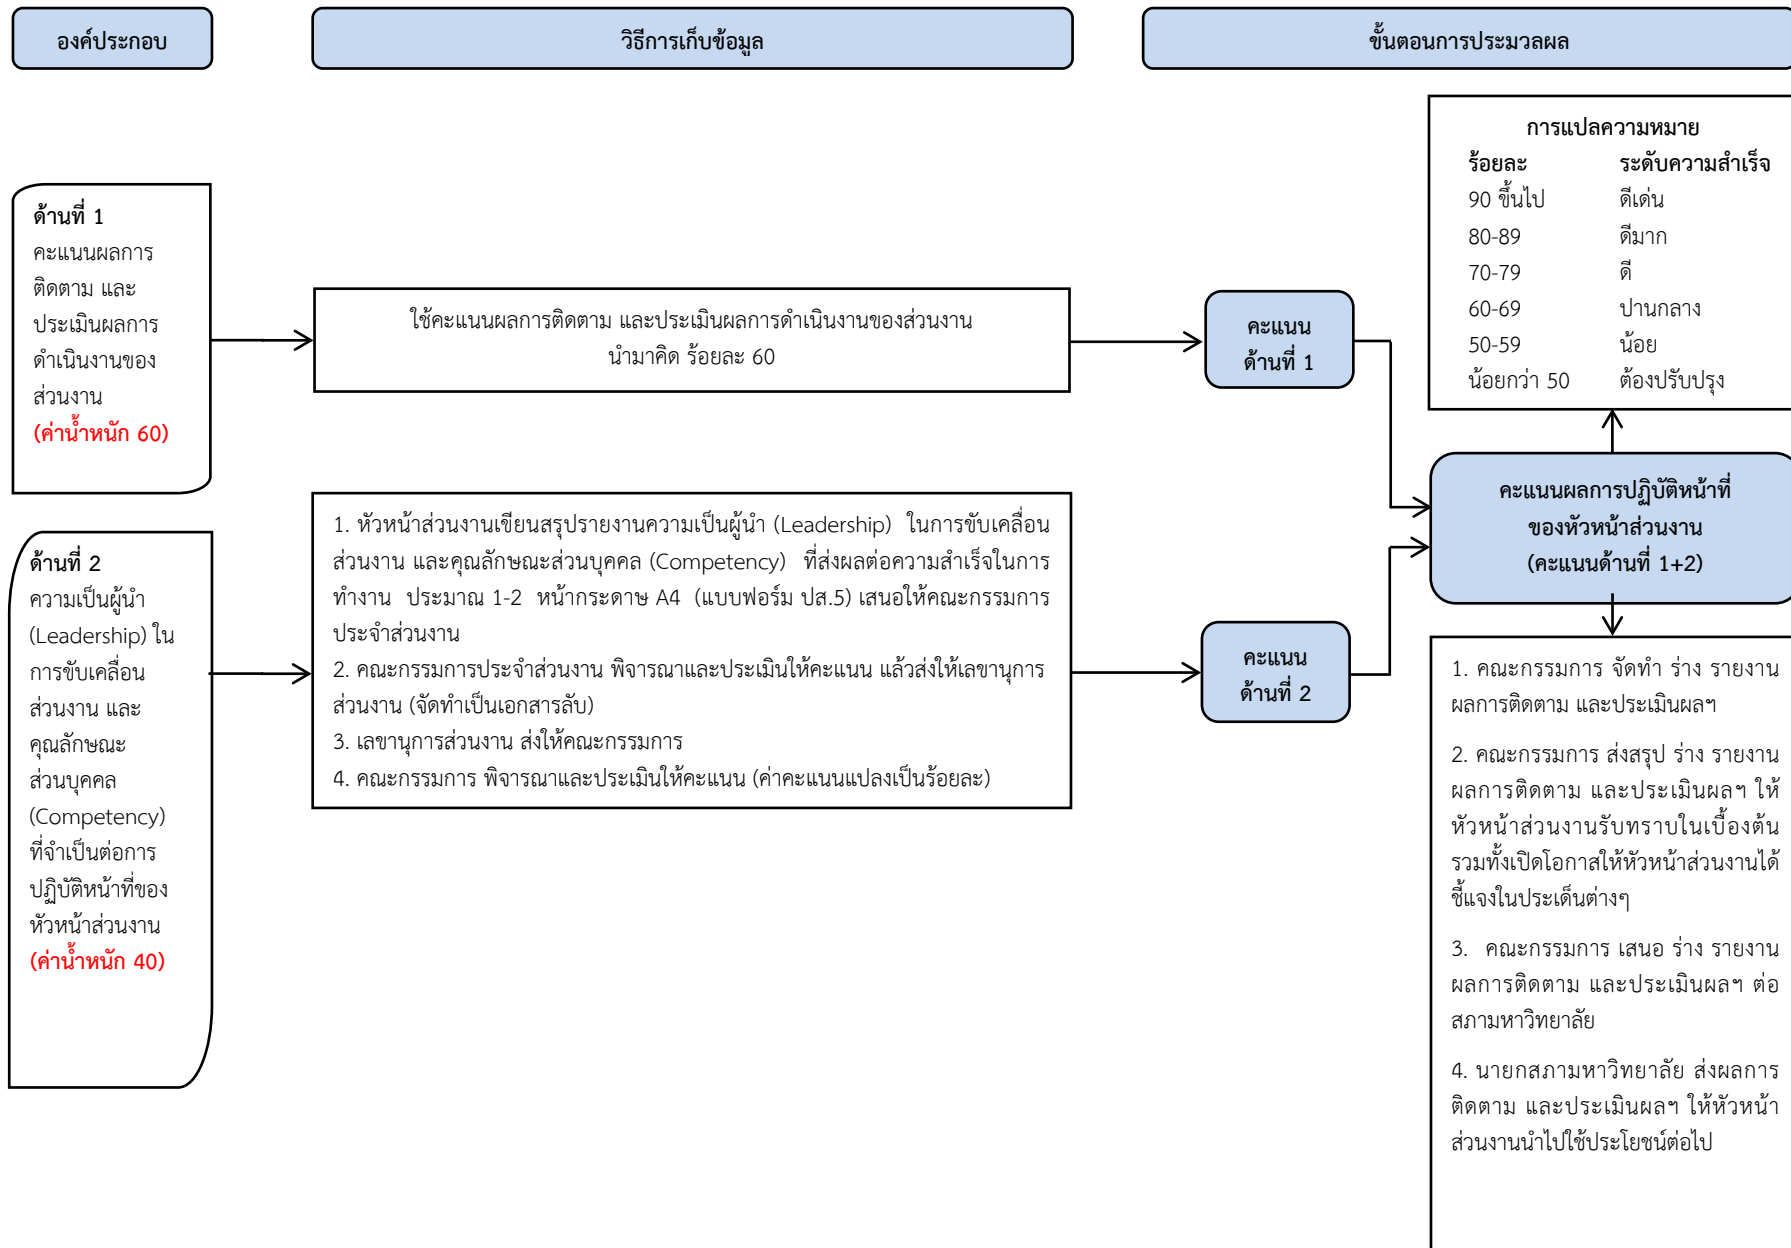 องค์ประกอบ
วิธีการเก็บข้อมูล
ขั้นตอนการประมวลผล
ด้านที่ 1
คะแนนผลการ
ติดตาม และ
ประเมินผลการ
ดำเนินงานของ
ส่วนงาน
(ค่าน้ำหนัก 60)
ใช้คะแนนผลการติดตาม และประเมินผลการดำเนินงานของส่วนงาน
นำมาคิด ร้อยละ 60
คะแนน
ด้านที่ 1
การแปลความหมาย
ร้อยละ ระดับความสำเร็จ
90 ขึ้นไป ดีเด่น
80-89 ดีมาก
70-79 ดี
60-69 ปานกลาง
50-59 น้อย
น้อยกว่า 50 ต้องปรับปรุง
ด้านที่ 2
ความเป็นผู้นำ
(Leadership) ใน
การขับเคลื่อน
ส่วนงาน และ
คุณลักษณะ
ส่วนบุคคล
(Competency)
ที่จำเป็นต่อการ
ปฏิบัติหน้าที่ของ
หัวหน้าส่วนงาน
(ค่าน้ำหนัก 40)
1. หัวหน้าส่วนงานเขียนสรุปรายงานความเป็นผู้นำ (Leadership) ในการขับเคลื่อน
ส่วนงาน และคุณลักษณะส่วนบุคคล (Competency) ที่ส่งผลต่อความสำเร็จในการ
ทำงาน ประมาณ 1-2 หน้ากระดาษ A4 (แบบฟอร์ม ปส.5) เสนอให้คณะกรรมการ
ประจำส่วนงาน
2. คณะกรรมการประจำส่วนงาน พิจารณาและประเมินให้คะแนน แล้วส่งให้เลขานุการ
ส่วนงาน (จัดทำเป็นเอกสารลับ)
3. เลขานุการส่วนงาน ส่งให้คณะกรรมการ
4. คณะกรรมการ พิจารณาและประเมินให้คะแนน (ค่าคะแนนแปลงเป็นร้อยละ)
คะแนน
ด้านที่ 2
คะแนนผลการปฏิบัติหน้าที่
ของหัวหน้าส่วนงาน
(คะแนนด้านที่ 1+2)
1. คณะกรรมการ จัดทำ ร่าง รายงาน
ผลการติดตาม และประเมินผลฯ
2. คณะกรรมการ ส่งสรุป ร่าง รายงาน
ผลการติดตาม และประเมินผลฯ ให้
หัวหน้าส่วนงานรับทราบในเบื้องต้น
รวมทั้งเปิดโอกาสให้หัวหน้าส่วนงานได้
ชี้แจงในประเด็นต่างๆ
3. คณะกรรมการ เสนอ ร่าง รายงาน
ผลการติดตาม และประเมินผลฯ ต่อ
สภามหาวิทยาลัย
4. นายกสภามหาวิทยาลัย ส่งผลการ
ติดตาม และประเมินผลฯ ให้หัวหน้า
ส่วนงานนำไปใช้ประโยชน์ต่อไป